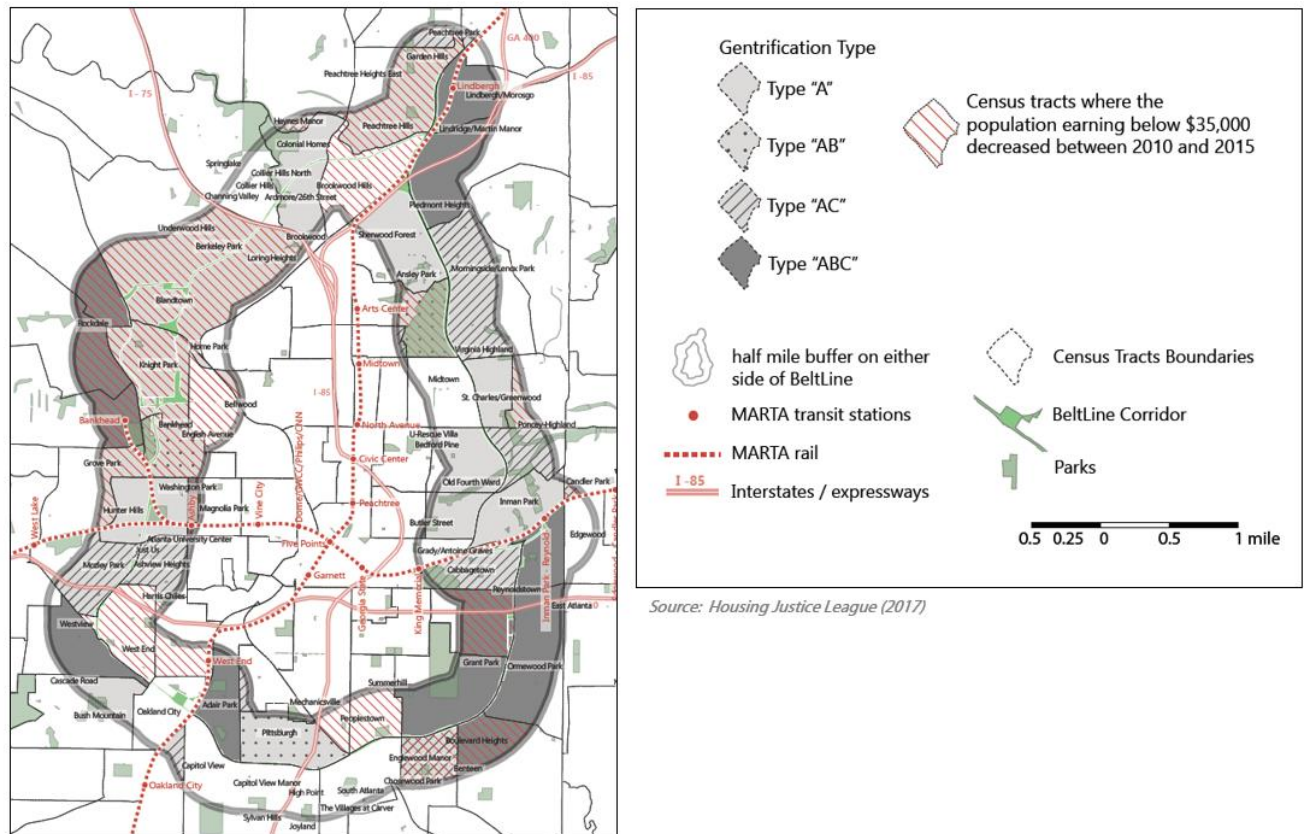 Peachtree Park
GA 400
Garden Hills
Peachtree Heights East
I - 85
I - 75
Lindbergh
Lindbergh/Morosgo
Haynes Manor
Peachtree Hills
Lindridge/Martin Manor
Colonial Homes
Springlake
Collier Hills North
Collier Hills
Brookwood Hills
Channing Valley
Ardmore/26th Street
Piedmont Heights
Underwood Hills
Brookwood
Sherwood Forest
Berkeley Park
Loring Heights
Ansley Park
Morningside/Lenox Park
Blandtown
Arts Center
Rockdale
Home Park
Virginia Highland
Knight Park
Midtown
Midtown
I -85
St. Charles/Greenwood
Bellwood
Bankhead
Bankhead
North Avenue
Poncey-Highland
English Avenue
U-Rescue Villa
Bedford Pine
Grove Park
Civic Center
Dome/GWCC/Philips/CNN
Washington Park
Old Fourth Ward
Candler Park
Inman Park
Hunter Hills
Magnolia Park
Ashby
Vine City
Peachtree
West Lake
Butler Street
Edgewood
Atlanta University Center
Five Points
Just Us
Grady/Antoine Graves
Mozley Park
Ashview Heights
Cabbagetown
Garnett
Georgia State
King Memorial
Inman Park - Reynold
Reynoldstown
Harris Chiles
East Atlanta
Westview
West End
West End
Grant Park
Ormewood Park
Cascade Road
Summerhill
Bush Mountain
Oakland City
Adair Park
Mechanicsville
Peoplestown
Pittsburgh
Boulevard Heights
Englewood Manor
Benteen
Capitol View
Chosewood Park
Oakland City
Capitol View Manor
High Point
South Atlanta
The Villages at Carver
Sylvan Hills
Joyland
Gentrification Type
Type "A"
Type "AB"
Type "AC"
Type "ABC"
Census tracts where the
population earning below $35,000
decreased between 2010 and 2015
half mile buffer on either
side of BeltLine
MARTA transit stations
MARTA rail
I -85
Interstates / expressways
Census Tracts Boundaries
BeltLine Corridor
Parks
0.5 0.25 0 0.5 1 mile
Source: Housing Justice League (2017)